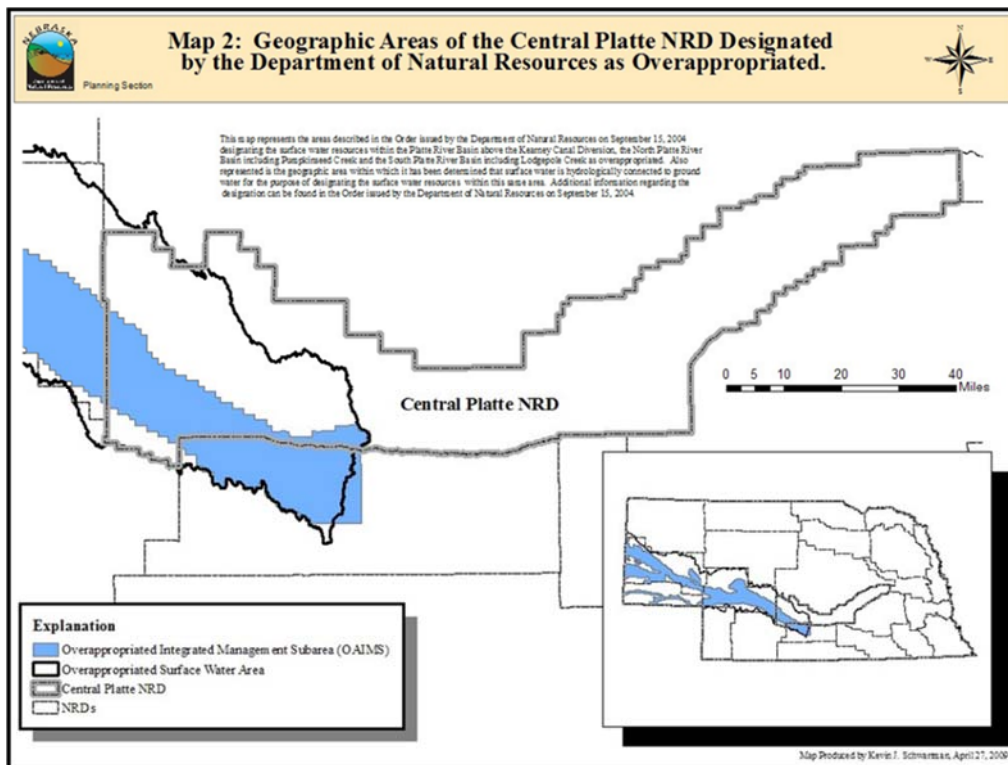 NEBRASKA
Map 2: Geographic Areas of the Central Platte NRD Designated
by the Department of Natural Resources as Overappropriated.
Planning Section
N
W E
S
This map represents the areas described in the Order issued by the Department of Natural Resources on September 15, 2004
designating the surface water resources within the Platte River Basin above the Kearney Canal Diversion, the North Platte River
Basin including Pumpkinseed Creek and the South Platte River Basin including Lodgepole Creek as overappropriated. Also
represented is the geographic area within which it has been determined that surface water is hydrologically connected to ground
water for the purpose of designating the surface water resources within this same area. Additional information regarding the
designation can be found in the Order issued by the Department of Natural Resources on September 15, 2004.
0 5 10 20 30 40
Miles
Central Platte NRD
Explanation
Overappropriated Integrated Management Subarea (OAIMS)
Overappropriated Surface Water Area
Central Platte NRD
NRDs
Map Produced by Kevin J. Schwarman, April 27, 2009